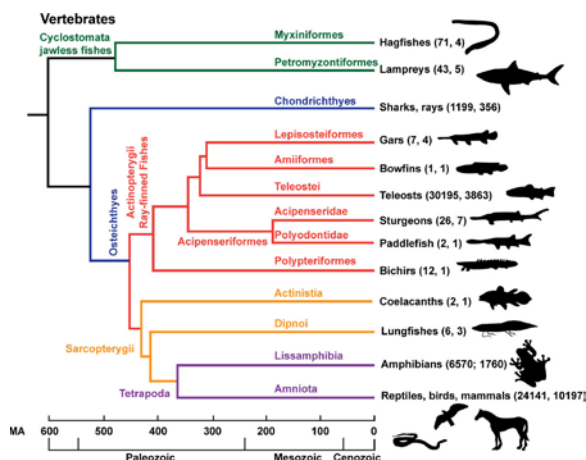 Vertebrates
Cyclostomata
jawless fishes
Myxiniformes
Hagfishes (71, 4)
Petromyzontiformes
Lampreys (43, 5)
Chondrichthyes
Sharks, rays (1199, 356)
Osteichthyes
Actinopterygii
Ray-finned Fishes
Lepisosteiformes
Gars (7, 4)
Amiiformes
Bowfins (1, 1)
Teleostei
Teleosts (30195, 3863)
Acipenseriformes
Acipenseridae
Sturgeons (26, 7)
Polyodontidae
Paddlefish (2, 1)
Polypteriformes
Bichirs (12, 1)
Actinistia
Coelacanths (2, 1)
Sarcopterygii
Dipnoi
Lungfishes (6, 3)
Lissamphibia
Amphibians (6570; 1760)
Tetrapoda
Amniota
Reptiles, birds, mammals (24141, 10197)
MA 600 500 400 300 200 100 0
Paleozoic Mesozoic Cenozoic